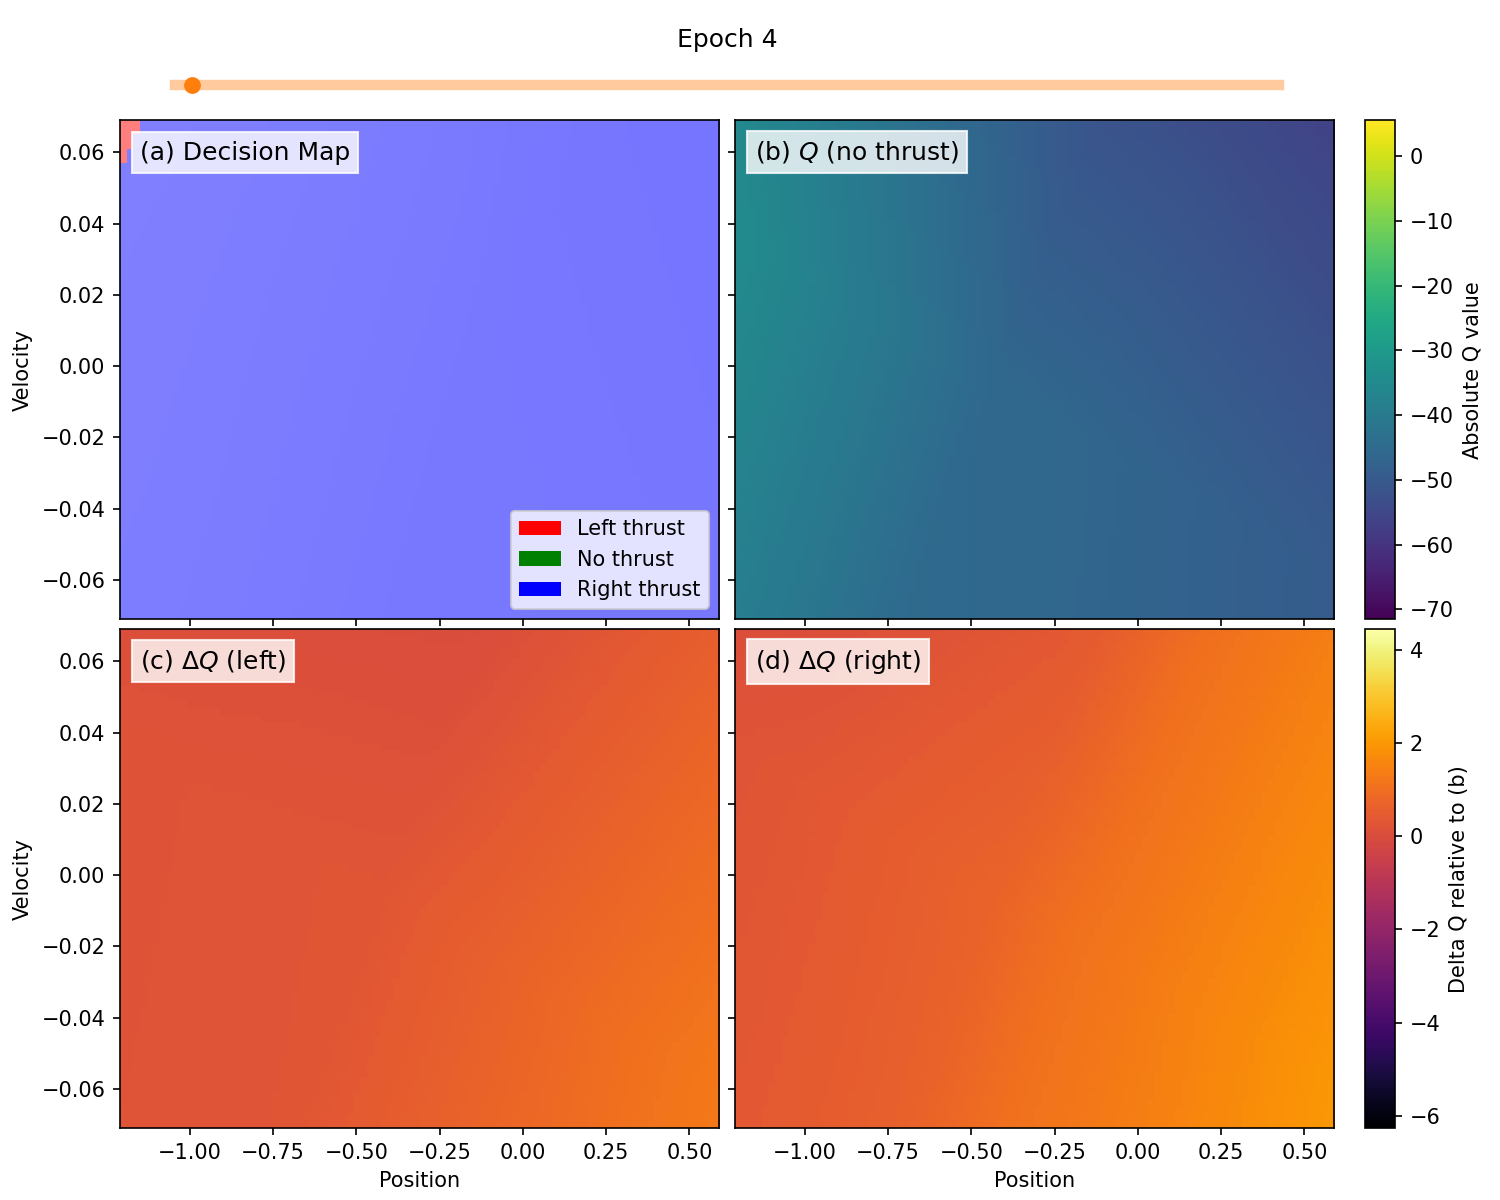 Epoch 4
(a) Decision Map
0.06
0.04
0.02
0.00
−0.02
−0.04
−0.06
Velocity
Left thrust
No thrust
Right thrust
(b) Q (no thrust)
0
−10
−20
−30
−40
−50
−60
−70
Absolute Q value
(c) ΔQ (left)
0.06
0.04
0.02
0.00
−0.02
−0.04
−0.06
Velocity
−1.00 −0.75 −0.50 −0.25 0.00 0.25 0.50
Position
(d) ΔQ (right)
−1.00 −0.75 −0.50 −0.25 0.00 0.25 0.50
Position
4
2
0
−2
−4
−6
Delta Q relative to (b)